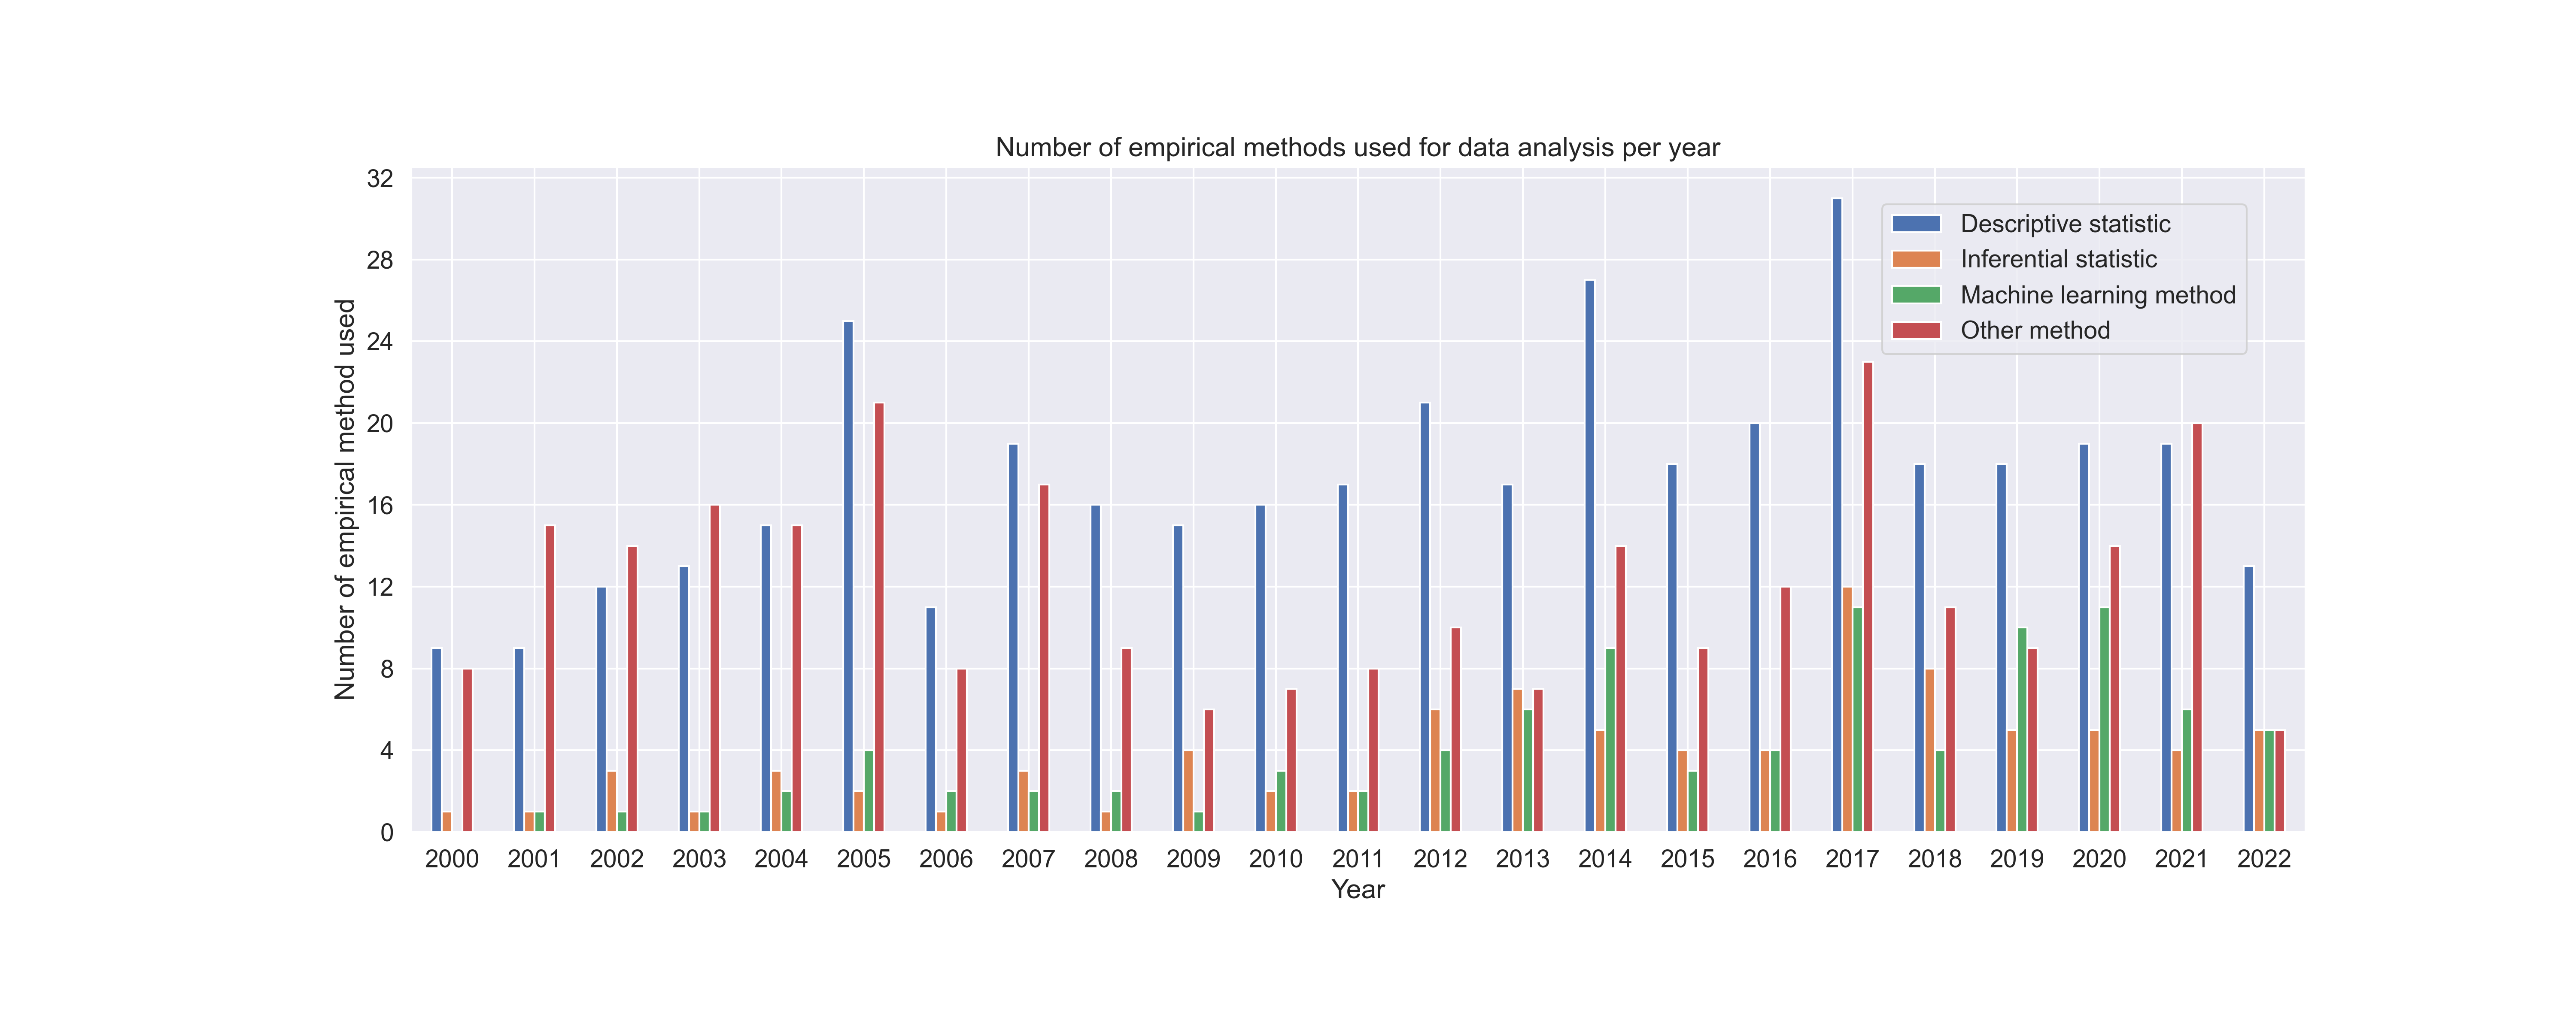 Number of empirical methods used for data analysis per year
Number of empirical method used
32
28
24
20
16
12
8
4
0
Descriptive statistic
Inferential statistic
Machine learning method
Other method
2000 2001 2002 2003 2004 2005 2006 2007 2008 2009 2010 2011 2012 2013 2014 2015 2016 2017 2018 2019 2020 2021 2022
Year